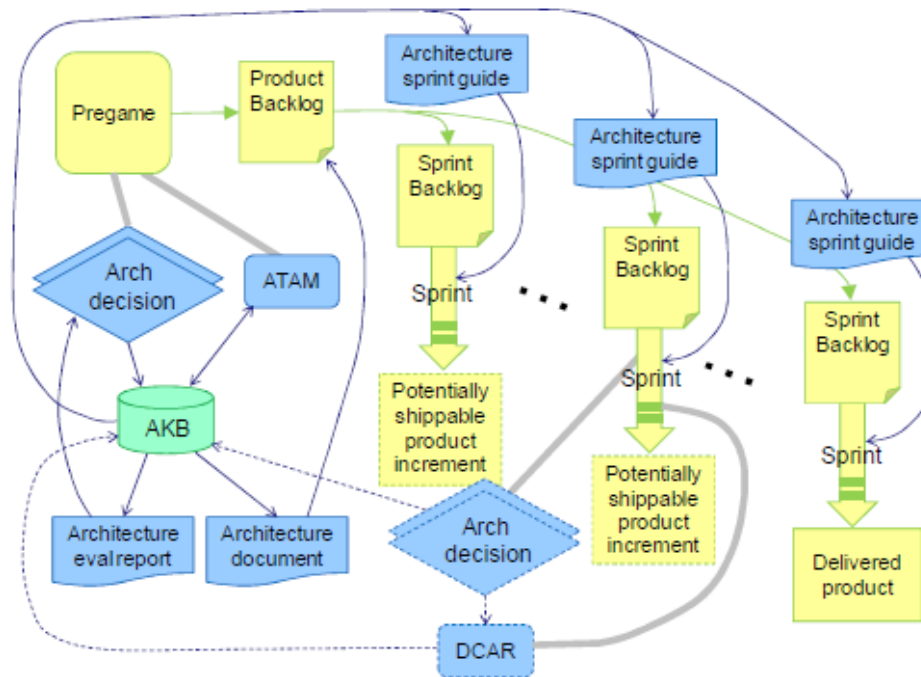 Architecture
sprint guide
Product
Backlog
Pregame
Architecture
sprint guide
Sprint
Backlog
Architecture
sprint guide
Arch
decision
ATAM
Sprint
Backlog
Sprint
Sprint
Backlog
Sprint
Potentially
shippable
product
increment
AKB
Sprint
Potentially
shippable
product
increment
Architecture
eval report
Architecture
document
Arch
decision
Delivered
product
DCAR